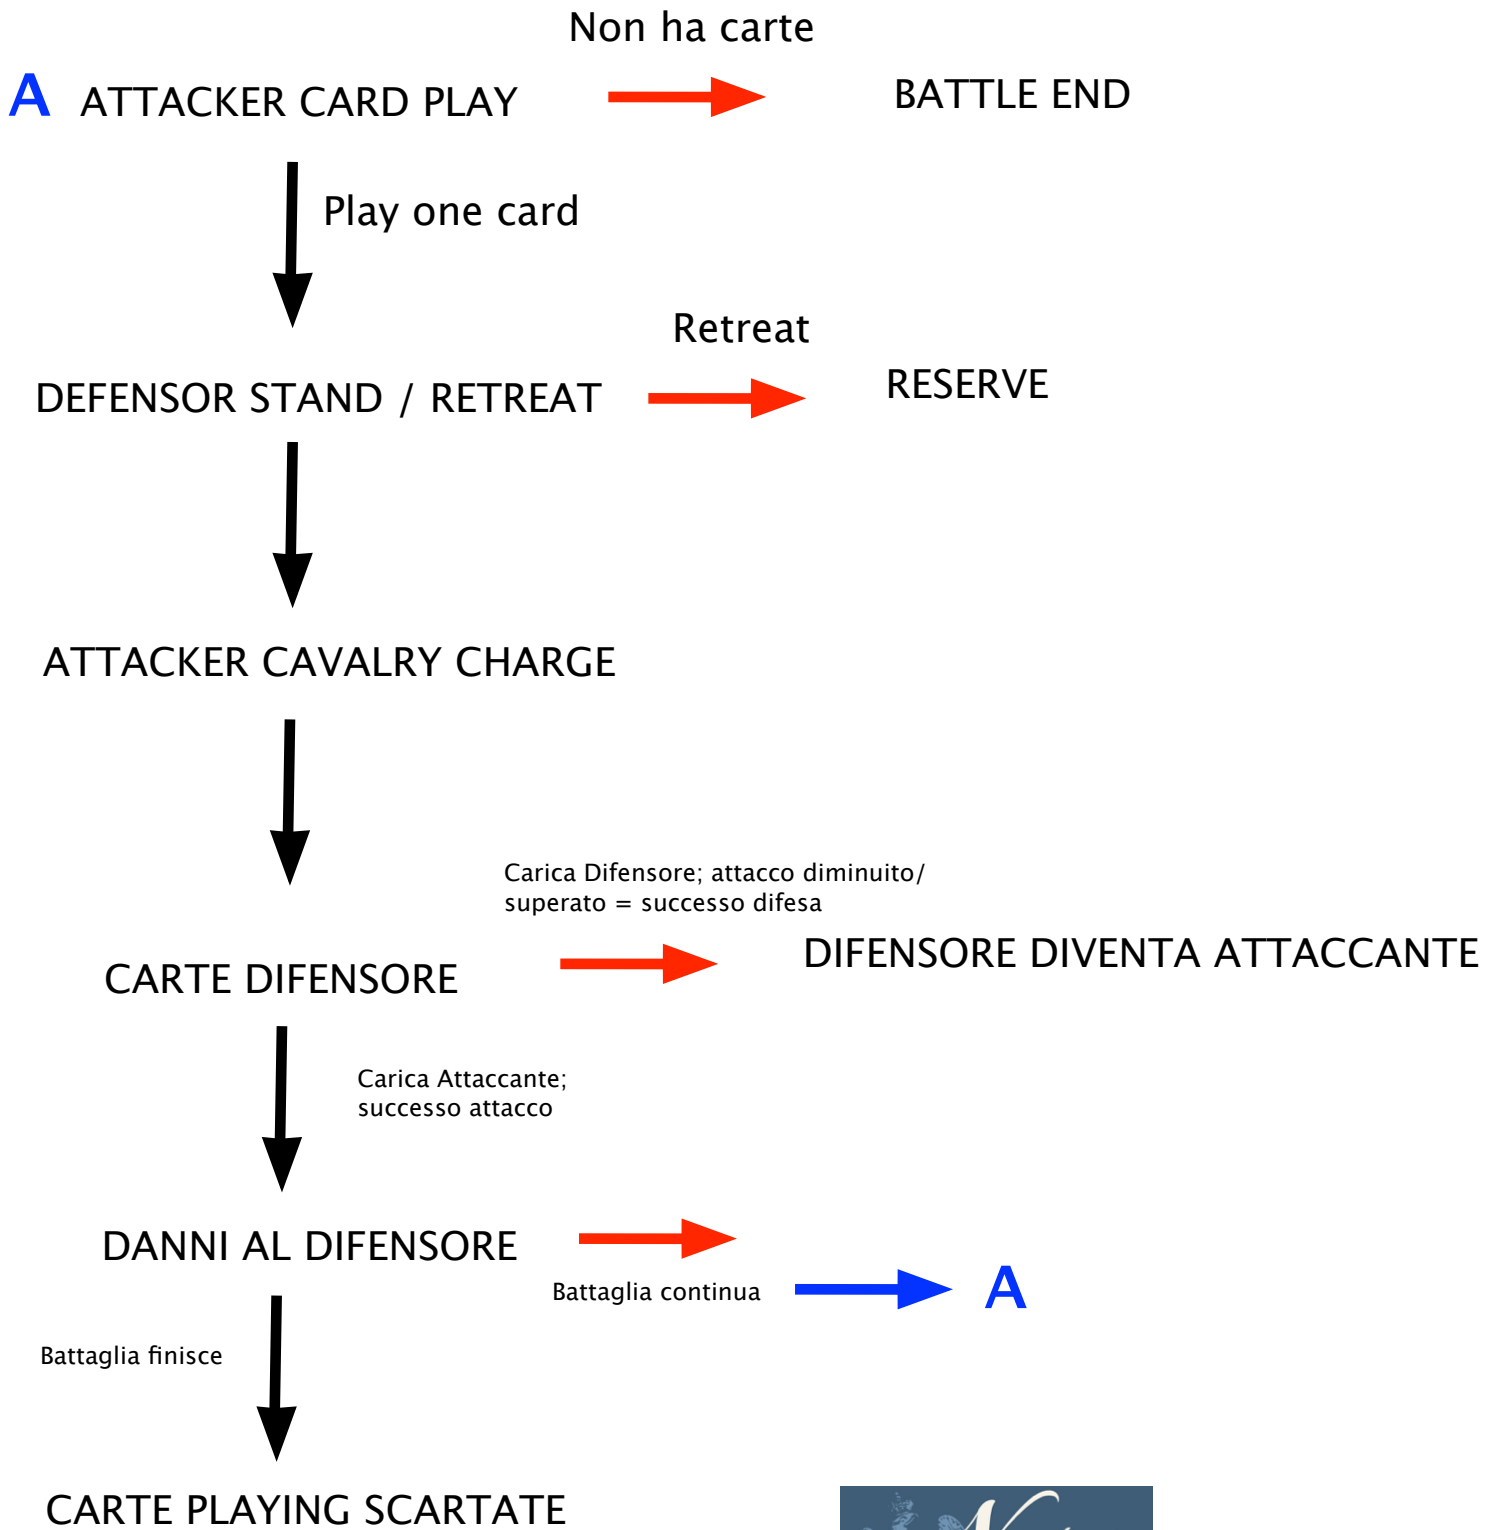 Non ha carte
A ATTACKER CARD PLAY
BATTLE END
Play one card
Retreat
DEFENSOR STAND / RETREAT
RESERVE
ATTACKER CAVALRY CHARGE
Carica Difensore; attacco diminuito/
superato = successo difesa
CARTE DIFENSORE
DIFENSORE DIVENTA ATTACCANTE
Carica Attaccante;
successo attacco
DANNI AL DIFENSORE
Battaglia continua
A
Battaglia finisce
CARTE PLAYING SCARTATE